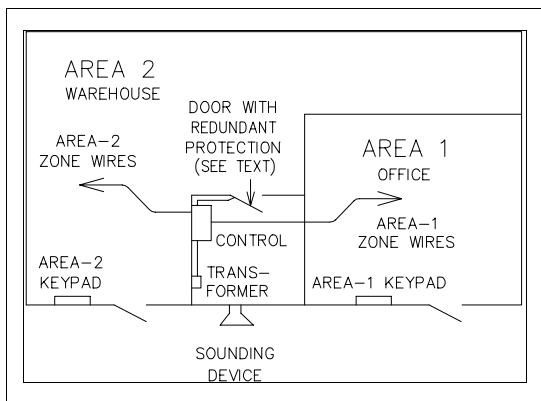 AREA 2
WAREHOUSE
DOOR WITH
REDUNDANT
PROTECTION
(SEE TEXT)
AREA-2
ZONE WIRES
AREA 1
OFFICE
AREA-1
ZONE WIRES
CONTROL
AREA-2
KEYPAD
TRANS-
FORMER
AREA-1 KEYPAD
SOUNDING
DEVICE